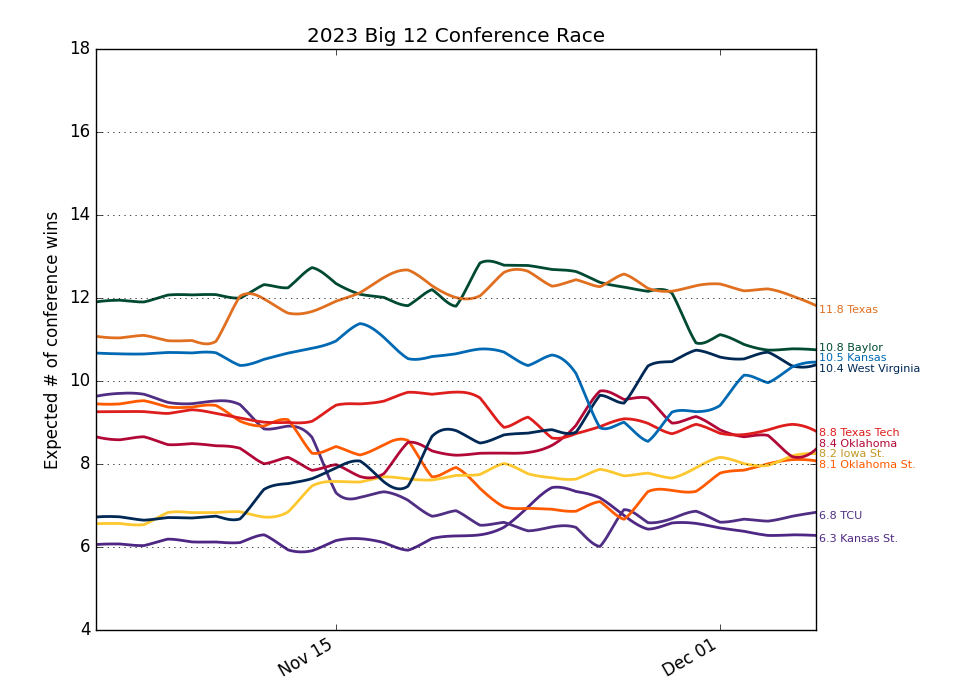 2023 Big 12 Conference Race
Expected # of conference wins
18
16
14
12
10
8
6
4
Nov 15
Dec 01
11.8 Texas
10.8 Baylor
10.5 Kansas
10.4 West Virginia
8.8 Texas Tech
8.4 Oklahoma
8.2 Iowa St.
8.1 Oklahoma St.
6.8 TCU
6.3 Kansas St.